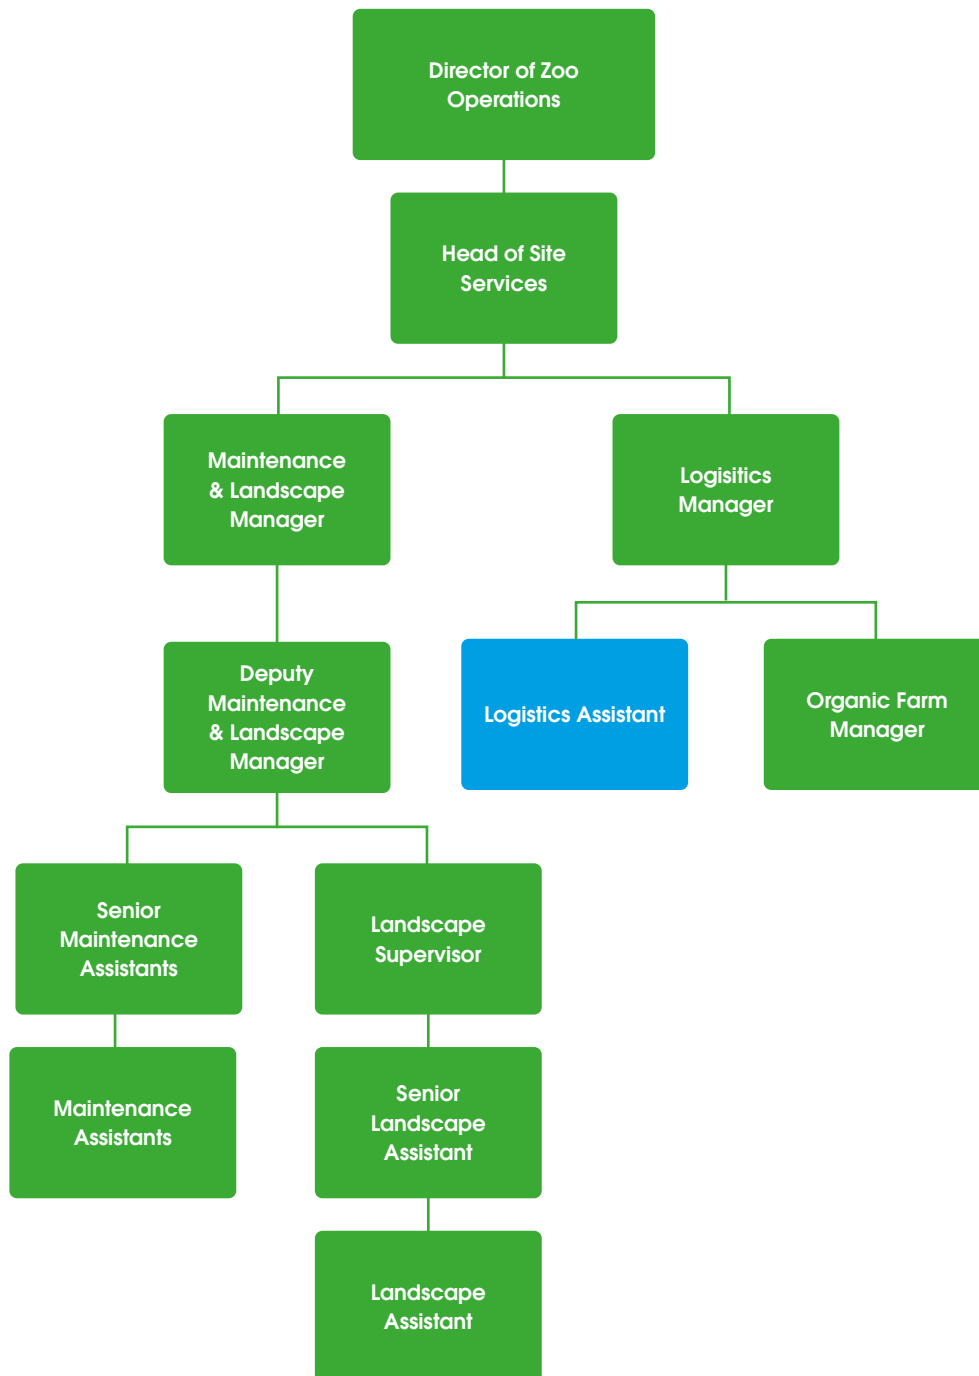 Director of Zoo
Operations
Head of Site
Services
Maintenance
& Landscape
Manager
Logisitics
Manager
Deputy
Maintenance
& Landscape
Manager
Logistics Assistant
Organic Farm
Manager
Senior
Maintenance
Assistants
Landscape
Supervisor
Maintenance
Assistants
Senior
Landscape
Assistant
Landscape
Assistant